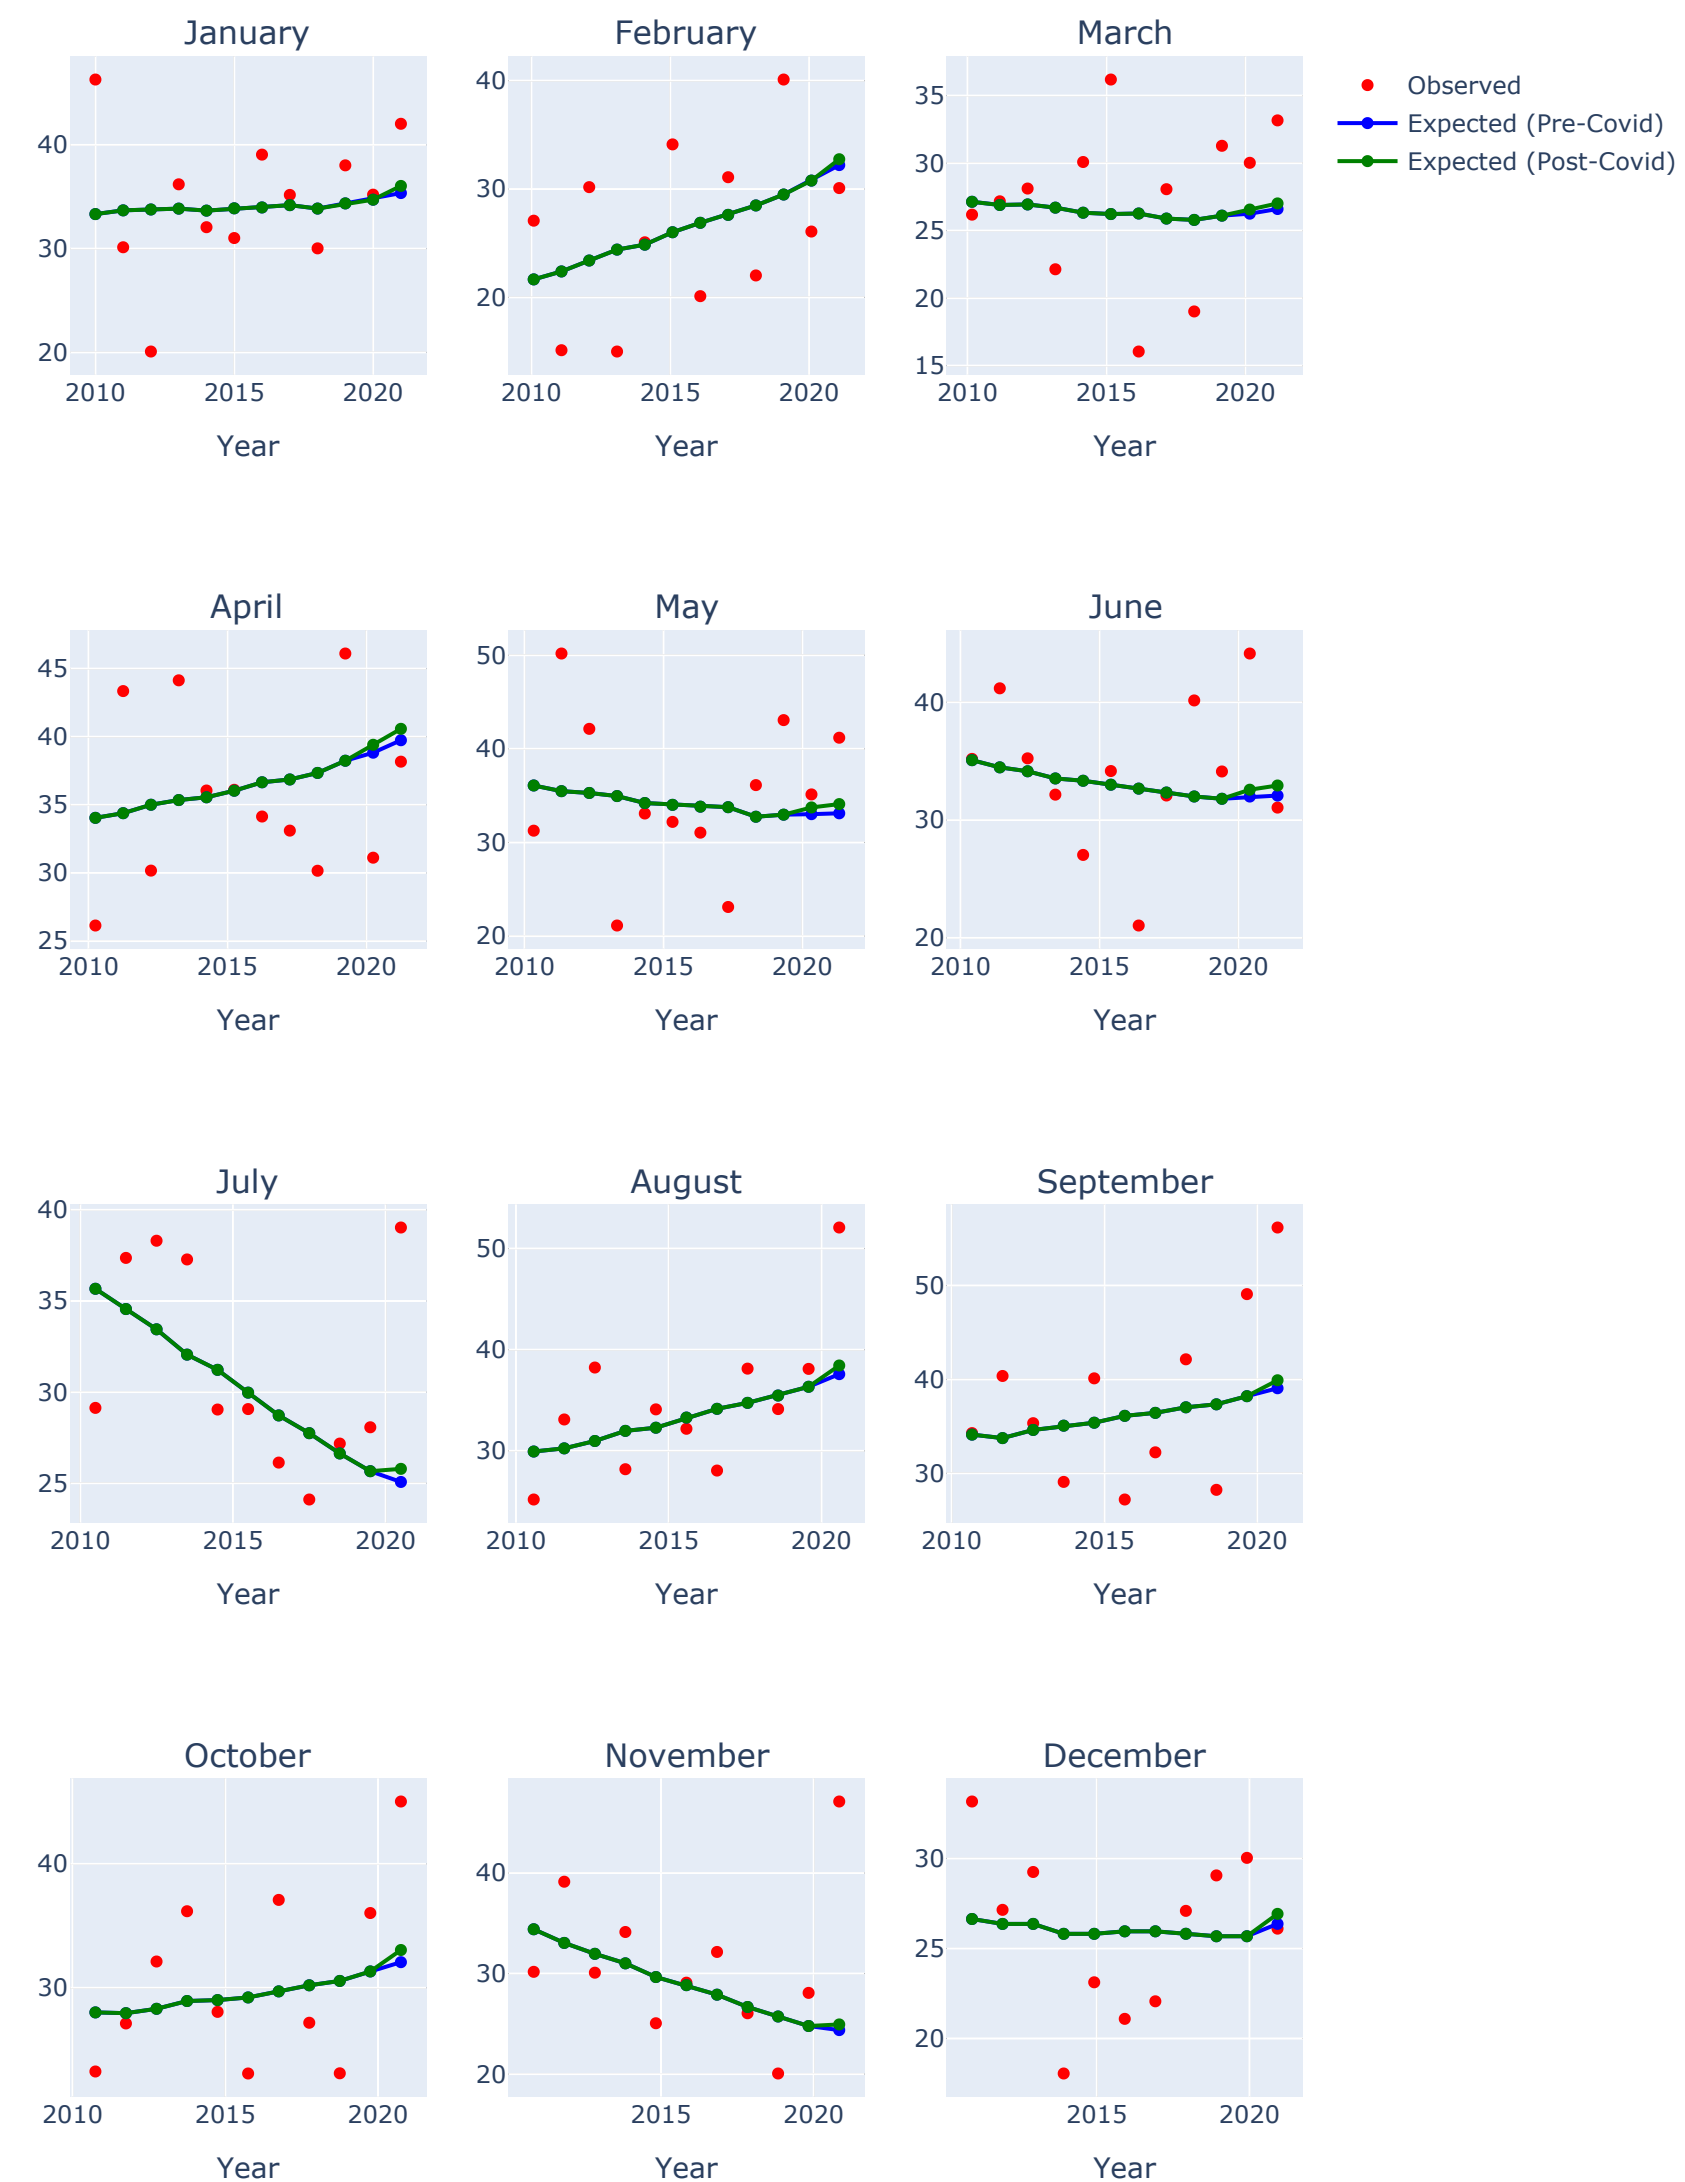 January
February
March
Observed
Expected (Pre-Covid)
Expected (Post-Covid)
40
30
20
2010 2015 2020
Year
40
30
20
2010 2015 2020
Year
35
30
25
20
15
2010 2015 2020
Year
April
May
June
45
40
35
30
25
2010 2015 2020
Year
50
40
30
20
2010 2015 2020
Year
40
30
20
2010 2015 2020
Year
July
August
September
40
35
30
25
2010 2015 2020
Year
50
40
30
2010 2015 2020
Year
50
40
30
2010 2015 2020
Year
October
November
December
40
30
2010 2015 2020
Year
40
30
20
2015 2020
Year
30
25
20
2015 2020
Year